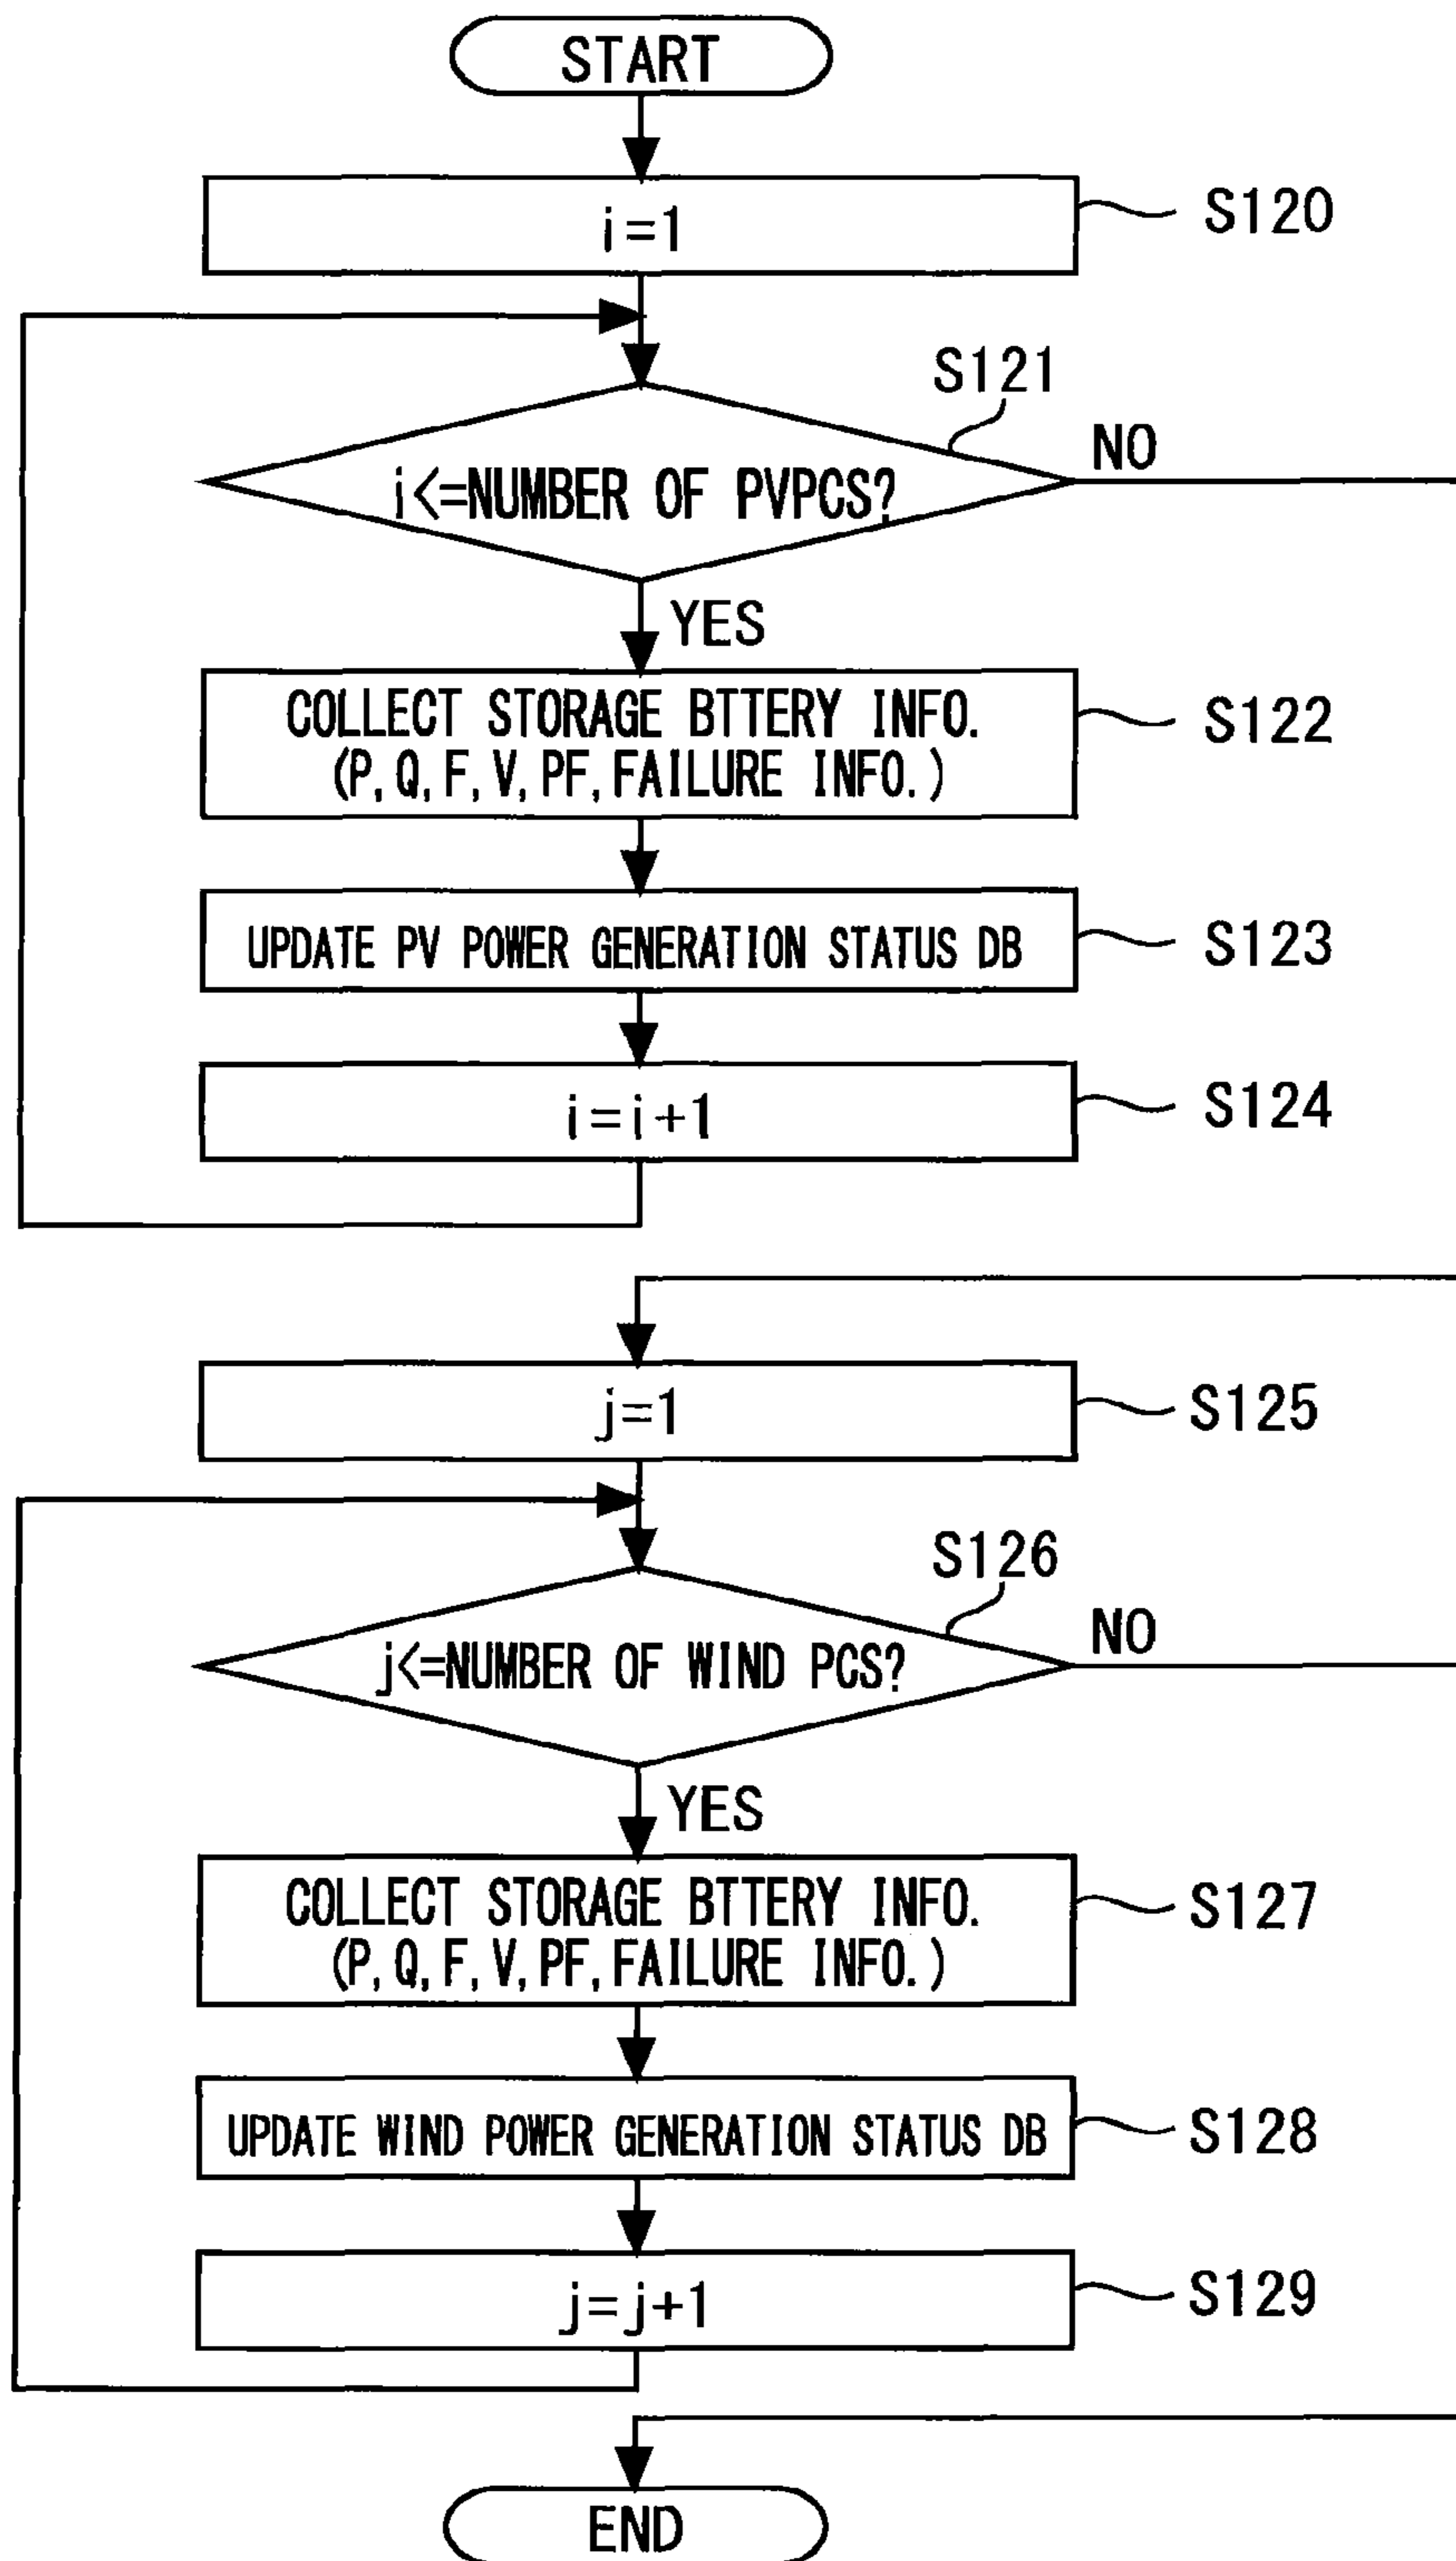 START
i=1
S120
S121
i<=NUMBER OF PVPCS?
NO
YES
COLLECT STORAGE BTTERY INFO.
(P, Q, F, V, PF, FAILURE INFO.)
S122
UPDATE PV POWER GENERATION STATUS DB
S123
i=i+1
S124
j=1
S125
S126
j<=NUMBER OF WIND PCS?
NO
YES
COLLECT STORAGE BTTERY INFO.
(P, Q, F, V, PF, FAILURE INFO.)
S127
UPDATE WIND POWER GENERATION STATUS DB
S128
j=j+1
S129
END